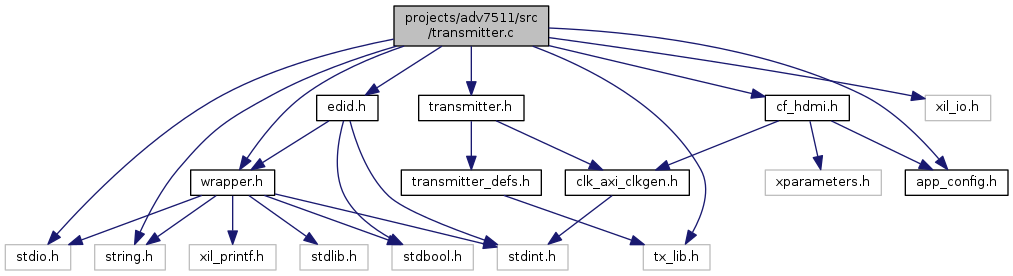 projects/adv7511/src
/transmitter.c
edid.h
transmitter.h
cf_hdmi.h
xil_io.h
wrapper.h
transmitter_defs.h
clk_axi_clkgen.h
xparameters.h
app_config.h
stdio.h
string.h
xil_printf.h
stdlib.h
stdbool.h
stdint.h
tx_lib.h